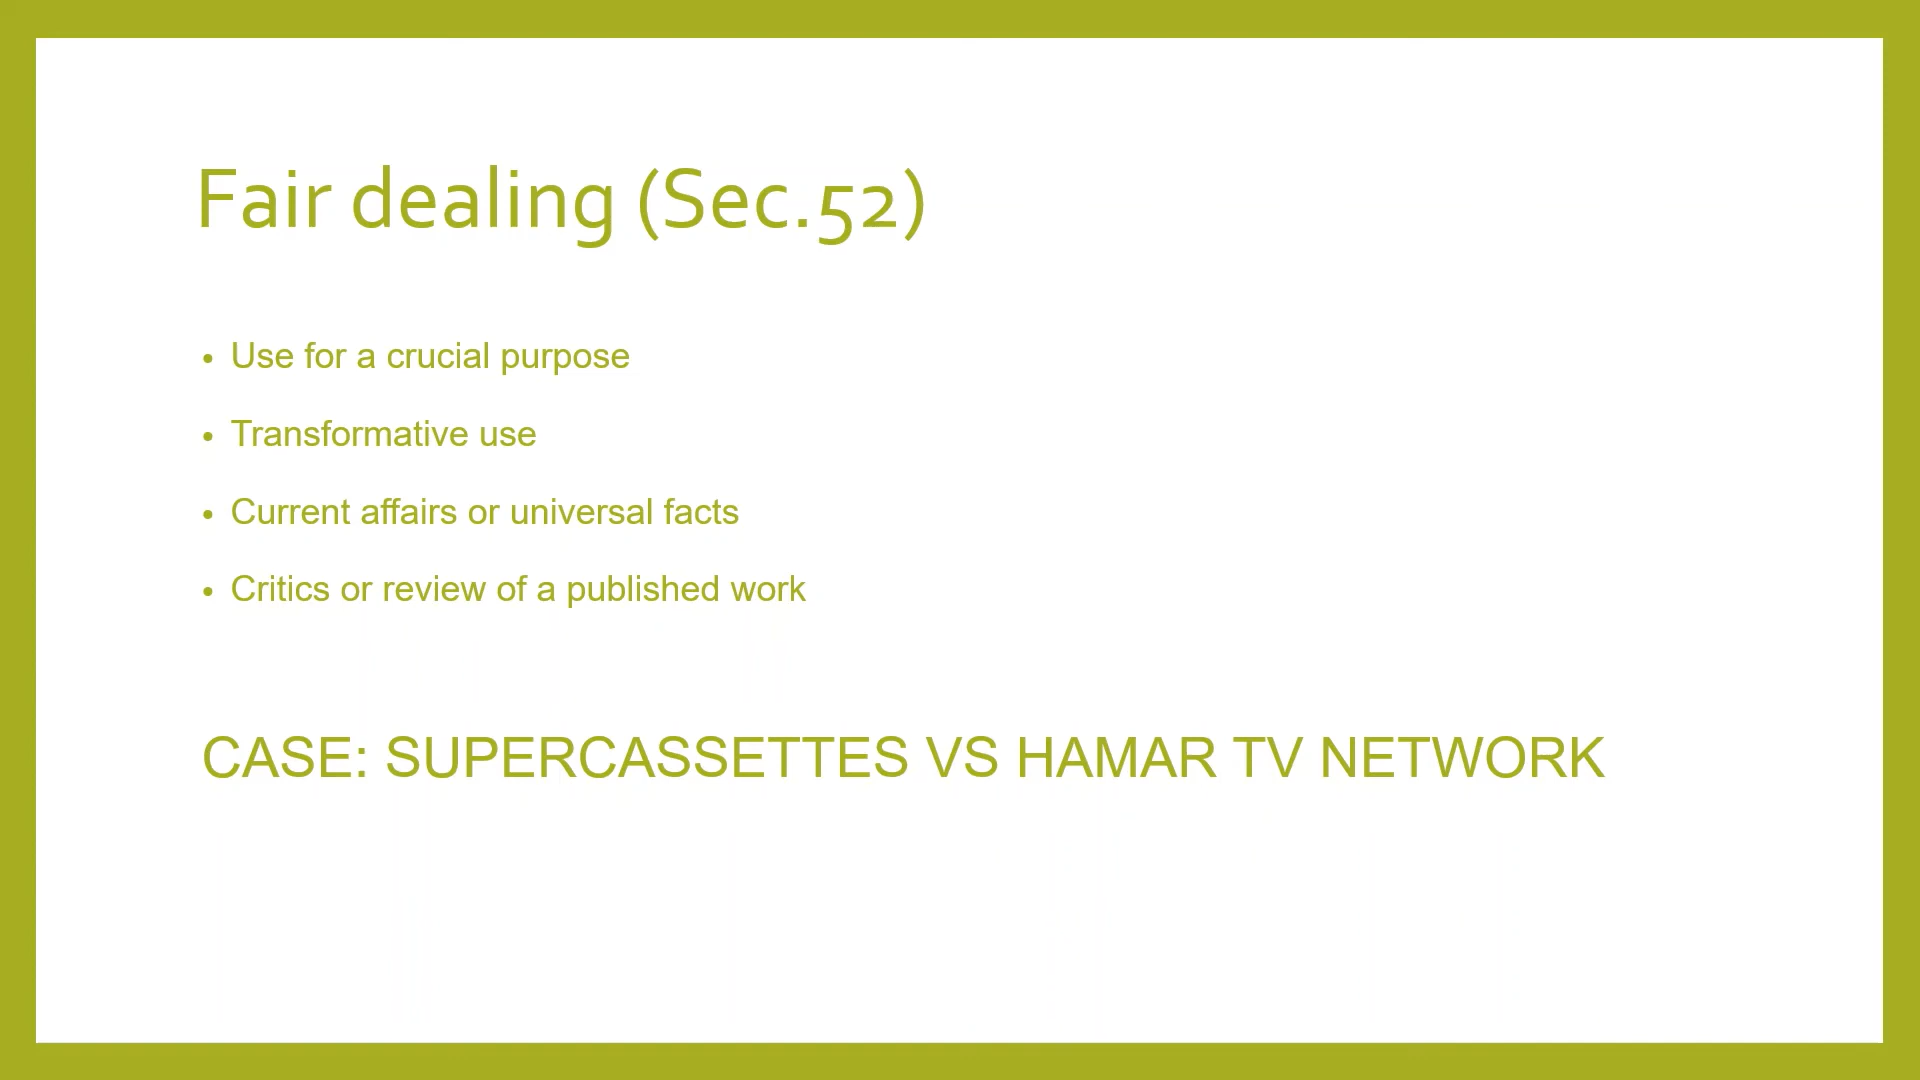 Fair dealing (Sec.52)
• Use for a crucial purpose
• Transformative use
• Current affairs or universal facts
• Critics or review of a published work
CASE: SUPERCASSETTES VS HAMAR TV NETWORK